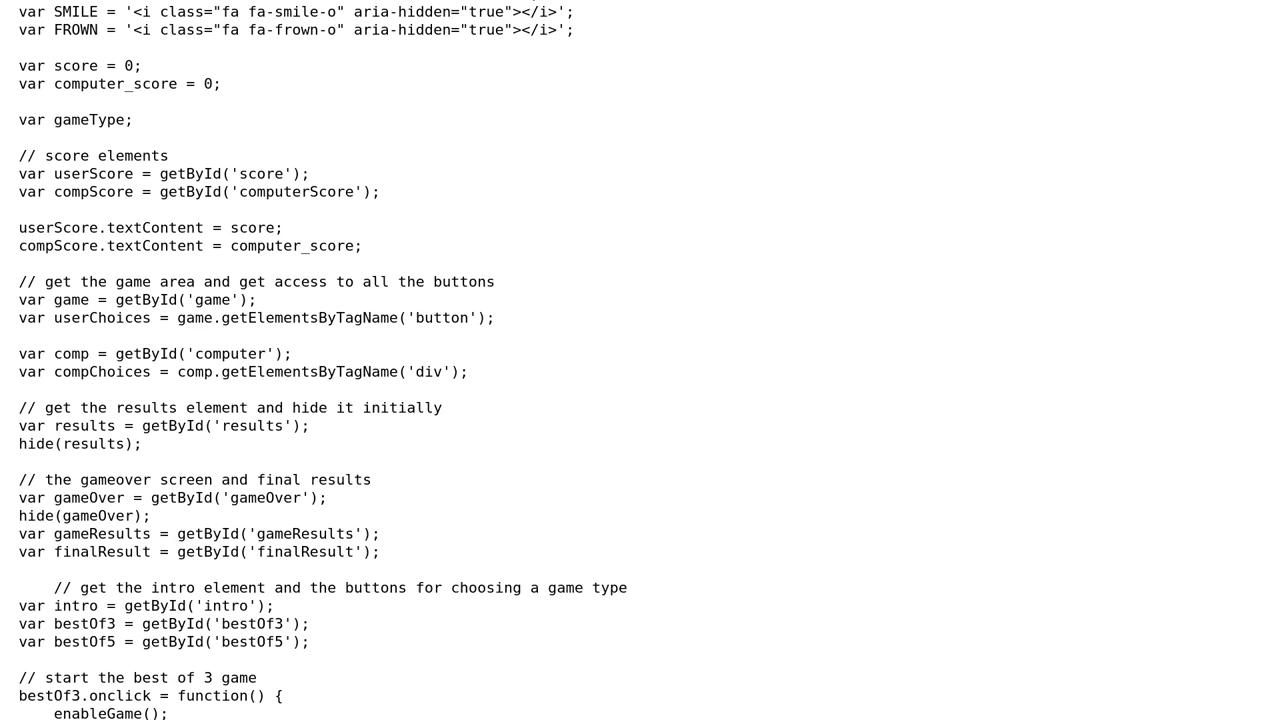 var SMILE = '<i class="fa fa-smile-o" aria-hidden="true"></i>';
var FROWN = '<i class="fa fa-frown-o" aria-hidden="true"></i>';

var score = 0;
var computer_score = 0;

var gameType;

// score elements
var userScore = getById('score');
var compScore = getById('computerScore');

userScore.textContent = score;
compScore.textContent = computer_score;

// get the game area and get access to all the buttons
var game = getById('game');
var userChoices = game.getElementsByTagName('button');

var comp = getById('computer');
var compChoices = comp.getElementsByTagName('div');

// get the results element and hide it initially
var results = getById('results');
hide(results);

// the gameover screen and final results
var gameOver = getById('gameOver');
hide(gameOver);
var gameResults = getById('gameResults');
var finalResult = getById('finalResult');

    // get the intro element and the buttons for choosing a game type
var intro = getById('intro');
var bestOf3 = getById('bestOf3');
var bestOf5 = getById('bestOf5');

// start the best of 3 game
bestOf3.onclick = function() {
    enableGame();